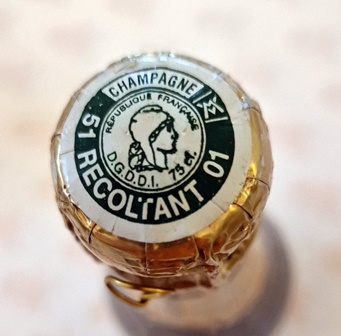 CHAMPAGNE
RÉPUBLIQUE FRANÇAISE
D.G.D.D.I. 75 cl.
51 RECOLTANT 01